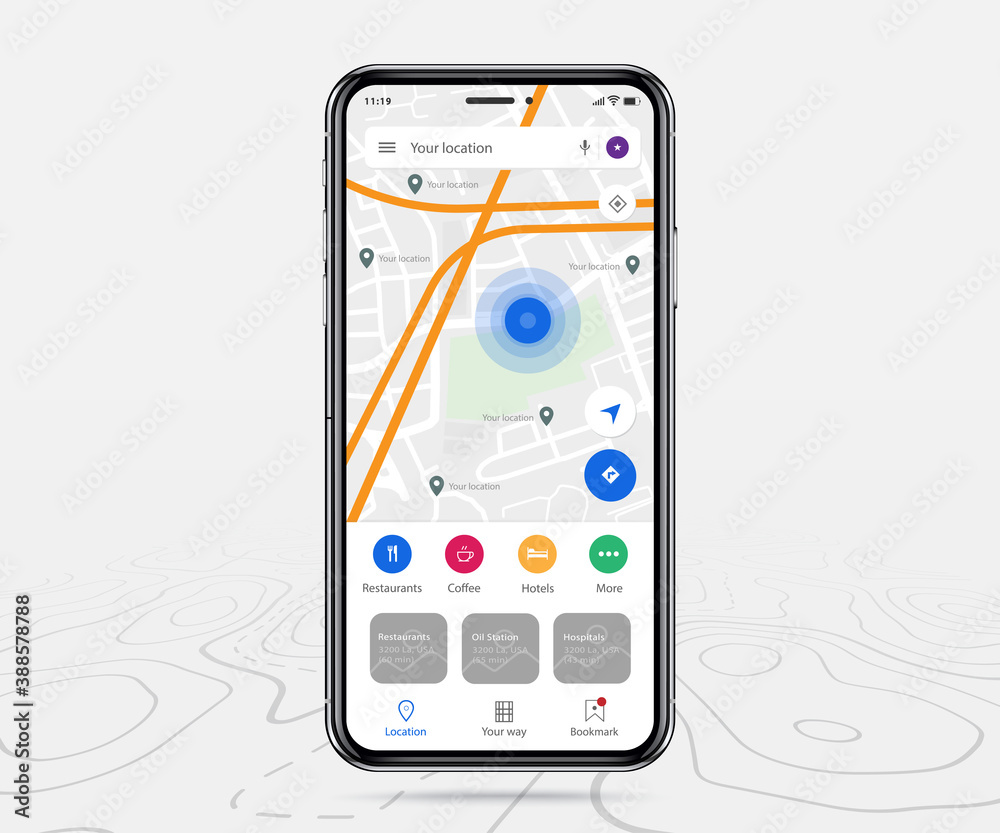 11:19
Your location
Your location
Your location
Your location
Your location
Your location
Restaurants
Coffee
Hotels
More
Restaurants
3200 La, USA
(60 min)
Oil Station
3200 La, USA
(55 min)
Hospitals
3200 La, USA
(43 min)
Location
Your way
Bookmark
Adobe Stock | #388578788
Adobe Stock